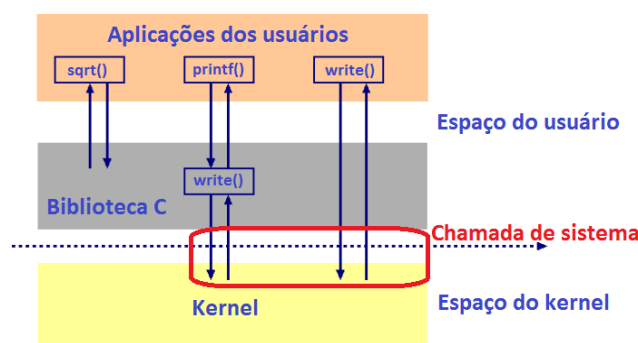 Aplicações dos usuários
sqrt()
printf()
write()
Espaço do usuário
write()
Biblioteca C
Chamada de sistema
Kernel
Espaço do kernel